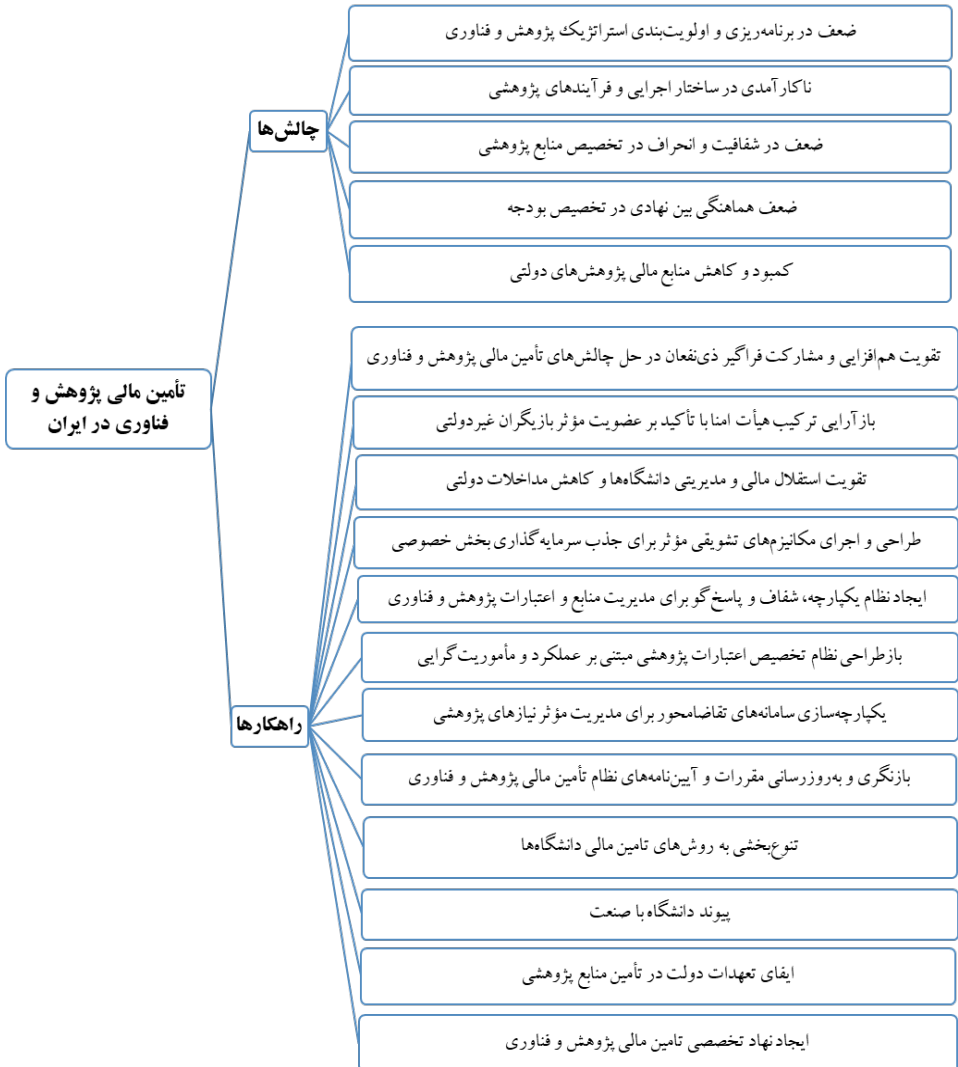 تأمین مالی پژوهش و
فناوری در ایران
چالش‌ها
ضعف در برنامه‌ریزی و اولویت‌بندی استراتژیک پژوهش و فناوری
ناکارآمدی در ساختار اجرایی و فرآیندهای پژوهشی
ضعف در شفافیت و انحراف در تخصیص منابع پژوهشی
ضعف هماهنگی بین نهادی در تخصیص بودجه
کمبود و کاهش منابع مالی پژوهش‌های دولتی
راهکارها
تقویت هم‌افزایی و مشارکت فراگیر ذی‌نفعان در حل چالش‌های تأمین مالی پژوهش و فناوری
بازآرایی ترکیب هیأت امنا با تأکید بر عضویت مؤثر بازیگران غیردولتی
تقویت استقلال مالی و مدیریتی دانشگاه‌ها و کاهش مداخلات دولتی
طراحی و اجرای مکانیزم‌های تشویقی مؤثر برای جذب سرمایه‌گذاری بخش خصوصی
ایجاد نظام یکپارچه، شفاف و پاسخ‌گو برای مدیریت منابع و اعتبارات پژوهش و فناوری
بازطراحی نظام تخصیص اعتبارات پژوهشی مبتنی بر عملکرد و مأموریت‌گرایی
یکپارچه‌سازی سامانه‌های تقاضامحور برای مدیریت مؤثر نیازهای پژوهشی
بازنگری و به‌روزرسانی مقررات و آیین‌نامه‌های نظام تأمین مالی پژوهش و فناوری
تنوع‌بخشی به روش‌های تامین مالی دانشگاه‌ها
پیوند دانشگاه با صنعت
ایفای تعهدات دولت در تأمین منابع پژوهشی
ایجاد نهاد تخصصی تامین مالی پژوهش و فناوری